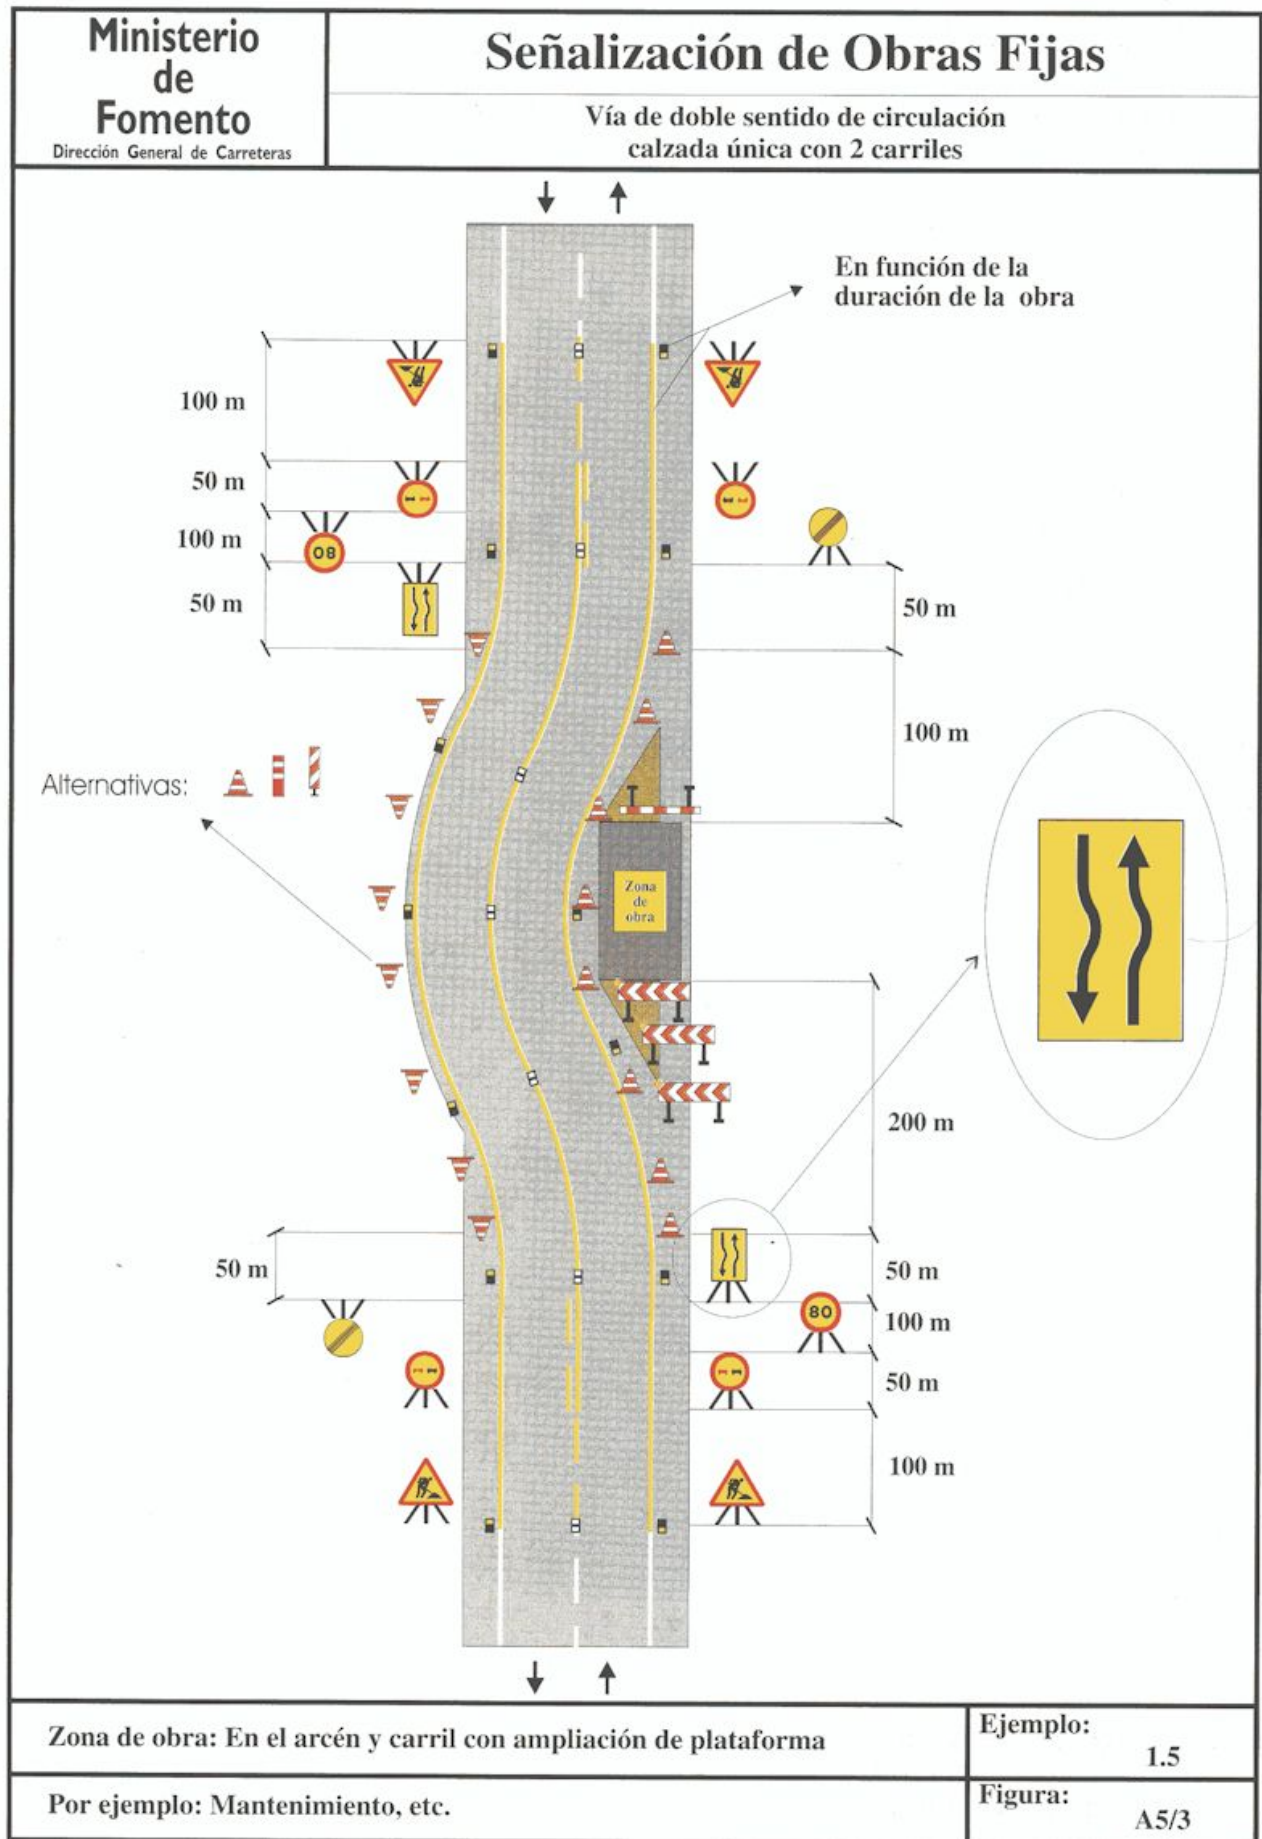 Ministerio
de
Fomento
Dirección General de Carreteras
Señalización de Obras Fijas
Vía de doble sentido de circulación
calzada única con 2 carriles
En función de la
duración de la obra
100 m
50 m
100 m
80
50 m
50 m
100 m
Alternativas:
Zona
de
obra
200 m
50 m
50 m
80
100 m
50 m
100 m
Zona de obra: En el arcén y carril con ampliación de plataforma
Ejemplo:
1.5
Por ejemplo: Mantenimiento, etc.
Figura:
A5/3